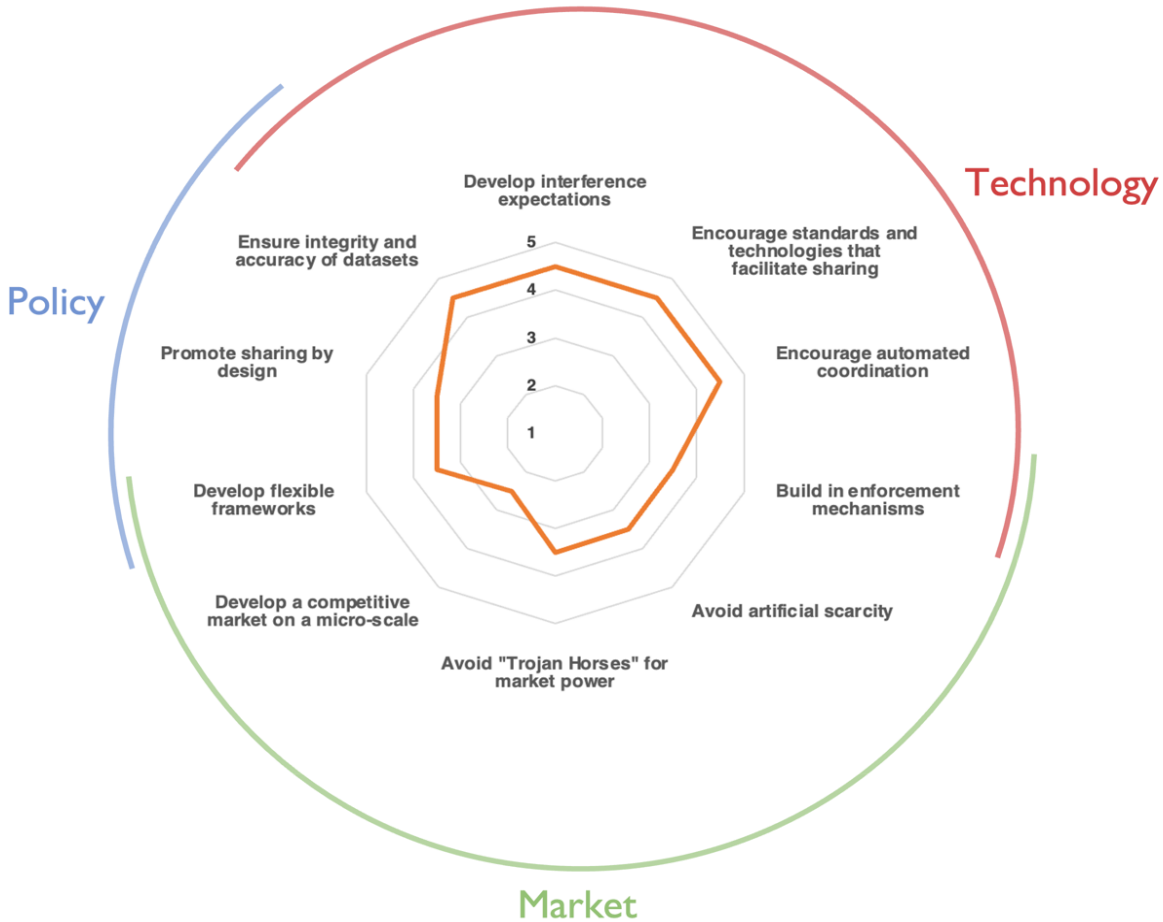 Technology
Policy
Market
Develop interference
expectations
Encourage standards and
technologies that
facilitate sharing
Encourage automated
coordination
Build in enforcement
mechanisms
Avoid artificial scarcity
Avoid "Trojan Horses" for
market power
Develop a competitive
market on a micro-scale
Develop flexible
frameworks
Promote sharing by
design
Ensure integrity and
accuracy of datasets
5
4
3
2
1